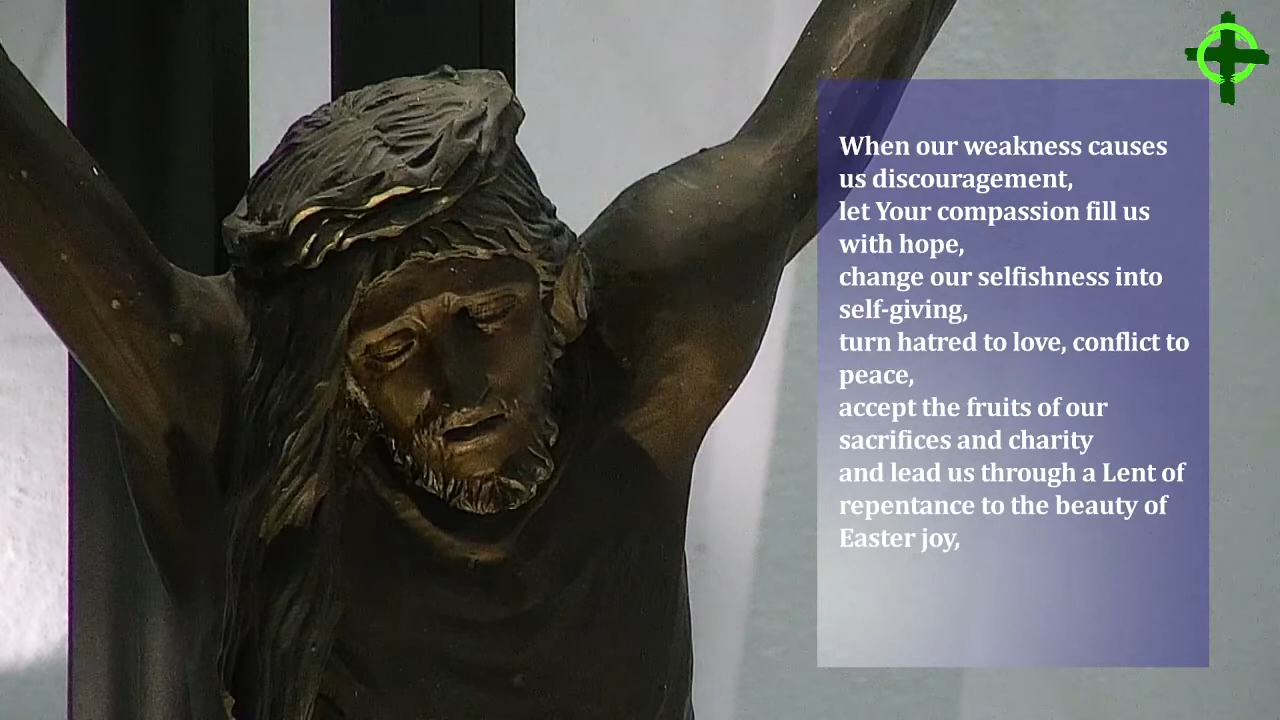 When our weakness causes
us discouragement,
let Your compassion fill us
with hope,
change our selfishness into
self-giving,
turn hatred to love, conflict to
peace,
accept the fruits of our
sacrifices and charity
and lead us through a Lent of
repentance to the beauty of
Easter joy,